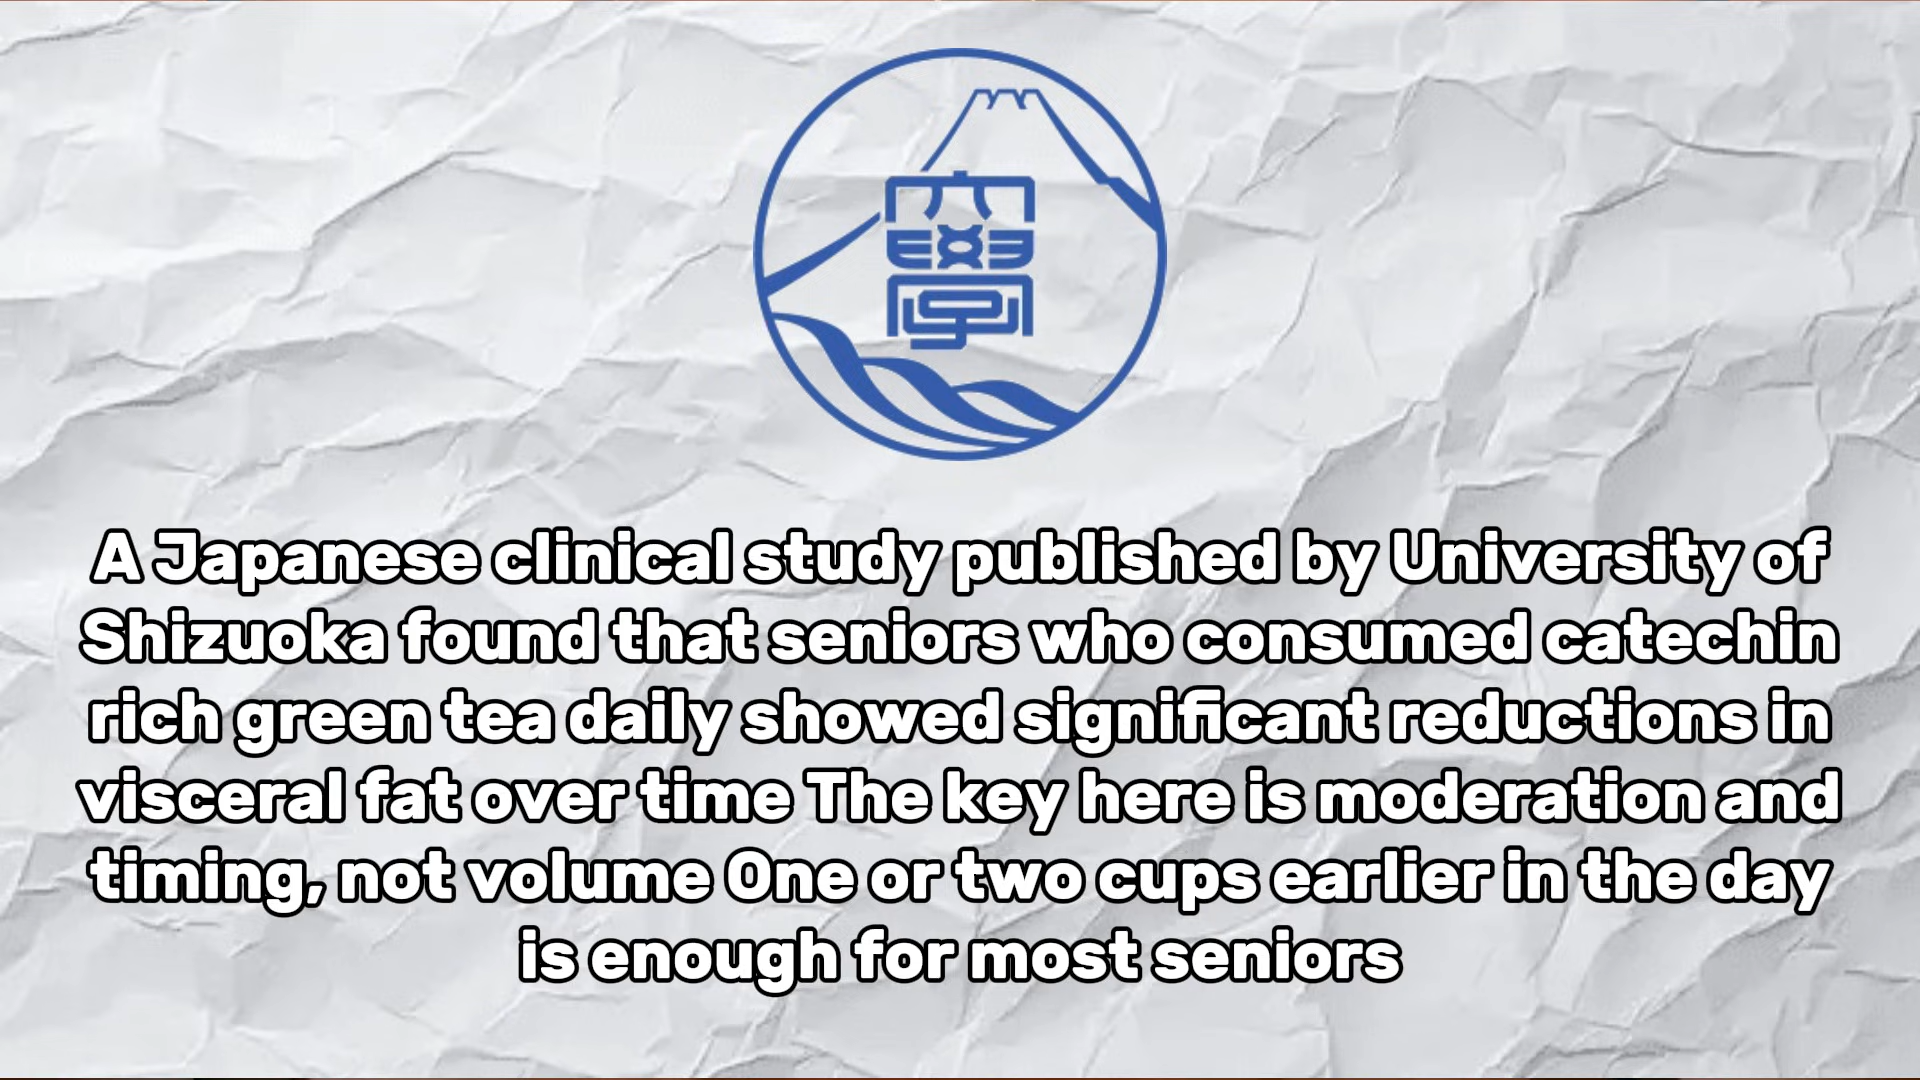 大學
A Japanese clinical study published by University of
Shizuoka found that seniors who consumed catechin
rich green tea daily showed significant reductions in
visceral fat over time The key here is moderation and
timing, not volume One or two cups earlier in the day
is enough for most seniors